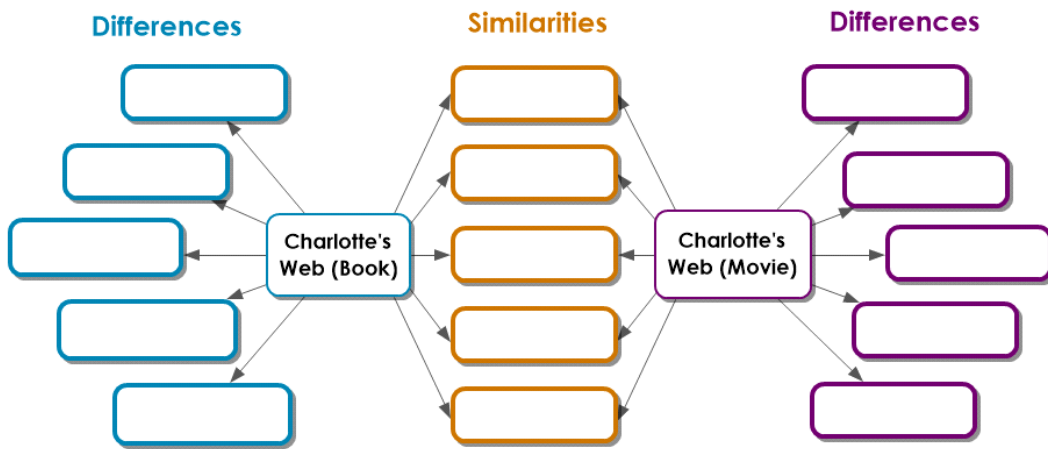 Differences
Similarities
Differences
Charlotte's
Web (Book)
Charlotte's
Web (Movie)